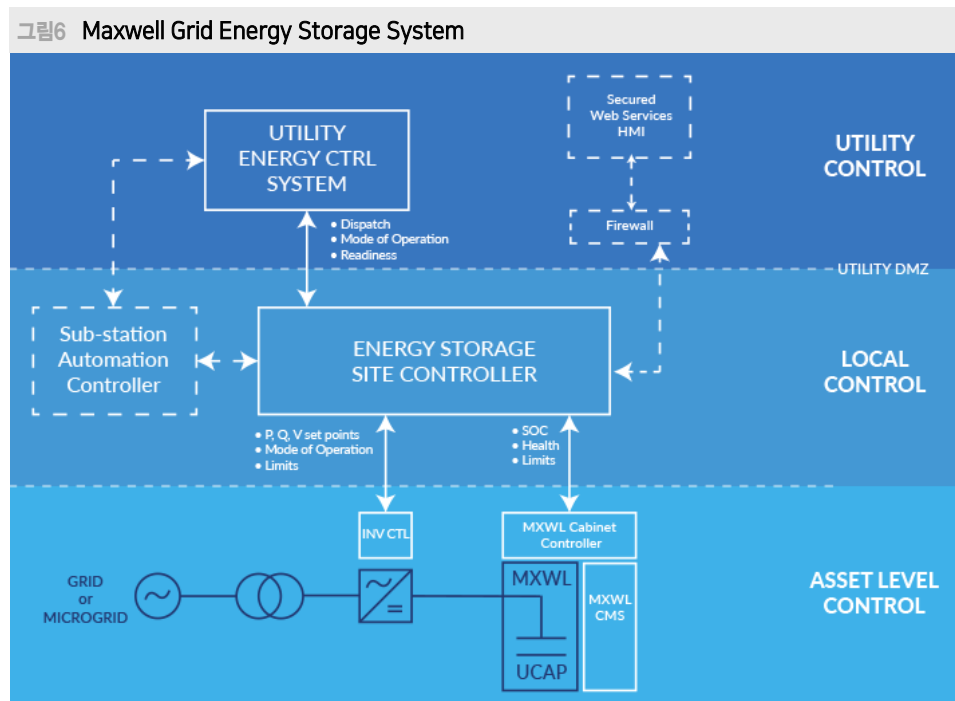 그림6 Maxwell Grid Energy Storage System
UTILITY
ENERGY CTRL
SYSTEM
Secured
Web Services
HMI
UTILITY
CONTROL
Firewall
• Dispatch
• Mode of Operation
• Readiness
UTILITY DMZ
Sub-station
Automation
Controller
ENERGY STORAGE
SITE CONTROLLER
LOCAL
CONTROL
• P, Q, V set points
• Mode of Operation
• Limits
• SOC
• Health
• Limits
INV CTL
MXWL Cabinet
Controller
GRID
or
MICROGRID
MXWL
UCAP
MXWL
CMS
ASSET LEVEL
CONTROL